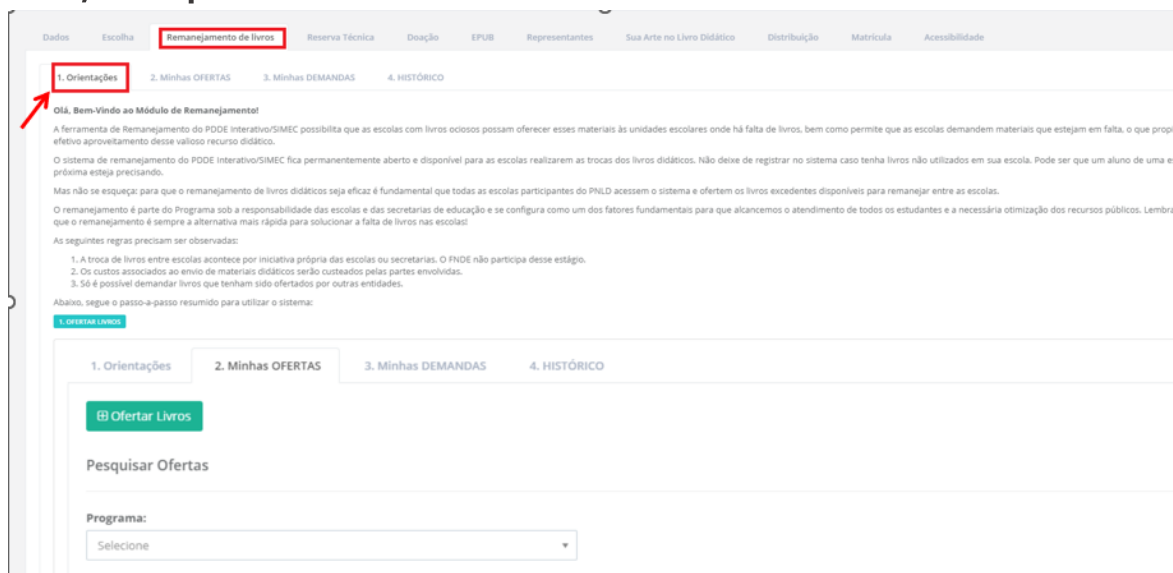 Dados Escolha Remanejamento de livros Reserva Técnica Doação EPUB Representantes Sua Arte no Livro Didático Distribuição Matrícula Acessibilidade
1. Orientações 2. Minhas OFERTAS 3. Minhas DEMANDAS 4. HISTÓRICO
Olá, Bem-Vindo ao Módulo de Remanejamento!
A ferramenta de Remanejamento do PDDE Interativo/SIMEC possibilita que as escolas com livros ociosos possam oferecer esses materiais às unidades escolares onde há falta de livros, bem como permite que as escolas demandem materiais que estejam em falta, o que propi
efetivo aproveitamento desse valioso recurso didático.
O sistema de remanejamento do PDDE Interativo/SIMEC fica permanentemente aberto e disponível para as escolas realizarem as trocas dos livros didáticos. Não deixe de registrar no sistema caso tenha livros não utilizados em sua escola. Pode ser que um aluno de uma e
próxima esteja precisando.
Mas não se esqueça: para que o remanejamento de livros didáticos seja eficaz é fundamental que todas as escolas participantes do PNLD acessem o sistema e ofertem os livros excedentes disponíveis para remanejar entre as escolas.
O remanejamento é parte do Programa sob a responsabilidade das escolas e das secretarias de educação e se configura como um dos fatores fundamentais para que alcancemos o atendimento de todos os estudantes e a necessária otimização dos recursos públicos. Lembra
que o remanejamento é sempre a alternativa mais rápida para solucionar a falta de livros nas escolas!
As seguintes regras precisam ser observadas:
1. A troca de livros entre escolas acontece por iniciativa própria das escolas ou secretarias. O FNDE não participa desse estágio.
2. Os custos associados ao envio de materiais didáticos serão custeados pelas partes envolvidas.
3. Só é possível demandar livros que tenham sido ofertados por outras entidades.
Abaixo, segue o passo-a-passo resumido para utilizar o sistema:
1. OFERTAR LIVROS
1. Orientações 2. Minhas OFERTAS 3. Minhas DEMANDAS 4. HISTÓRICO
Ofertar Livros
Pesquisar Ofertas
Programa:
Selecione